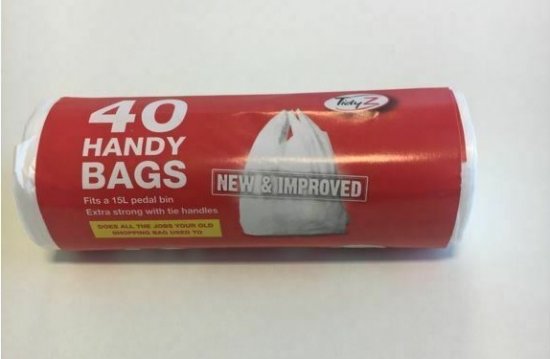 TidyZ
40
HANDY
BAGS
NEW & IMPROVED
Fits a 15L pedal bin
Extra strong with tie handles
DOES ALL THE JOBS YOUR OLD
SHOPPING BAG USED TO